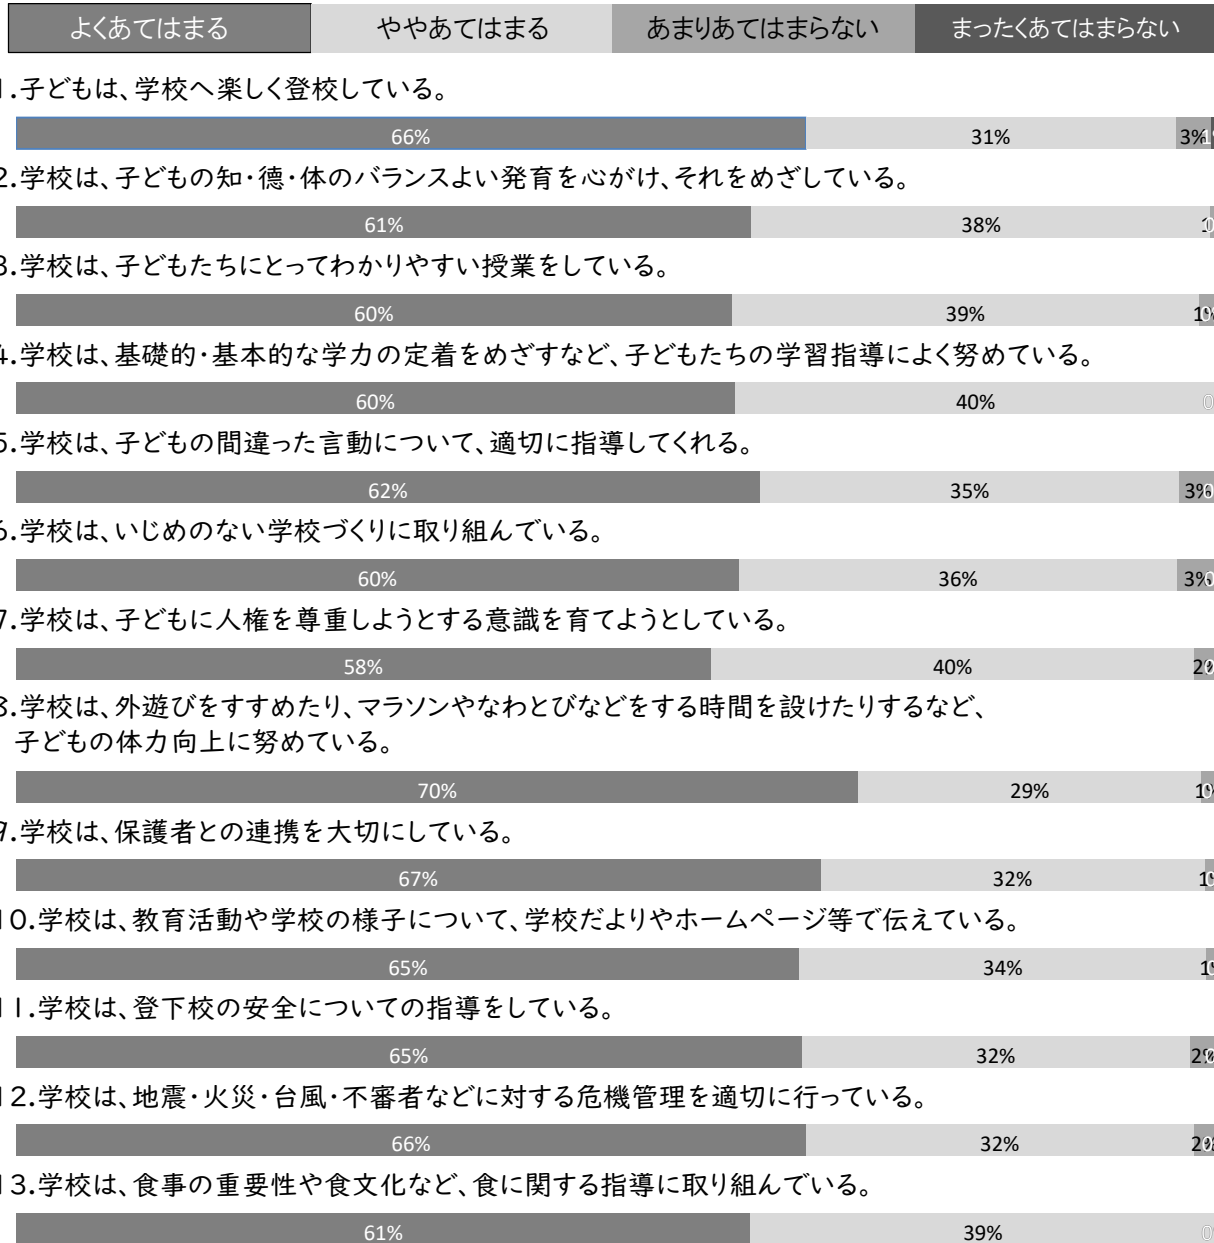 よくあてはまる ややあてはまる あまりあてはまらない まったくあてはまらない
1.子どもは、学校へ楽しく登校している。
66% 31% 3%
2.学校は、子どもの知・徳・体のバランスよい発育を心がけ、それをめざしている。
61% 38%
3.学校は、子どもたちにとってわかりやすい授業をしている。
60% 39% 1%
4.学校は、基礎的・基本的な学力の定着をめざすなど、子どもたちの学習指導によく努めている。
60% 40% 0
5.学校は、子どもの間違った言動について、適切に指導してくれる。
62% 35% 3%
6.学校は、いじめのない学校づくりに取り組んでいる。
60% 36% 3%
7.学校は、子どもに人権を尊重しようとする意識を育てようとしている。
58% 40% 2
8.学校は、外遊びをすすめたり、マラソンやなわとびなどをする時間を設けたりするなど、
子どもの体力向上に努めている。
70% 29% 1%
9.学校は、保護者との連携を大切にしている。
67% 32% 1
10.学校は、教育活動や学校の様子について、学校だよりやホームページ等で伝えている。
65% 34% 1
11.学校は、登下校の安全についての指導をしている。
65% 32% 2%
12.学校は、地震・火災・台風・不審者などに対する危機管理を適切に行っている。
66% 32% 2%
13.学校は、食事の重要性や食文化など、食に関する指導に取り組んでいる。
61% 39% 0